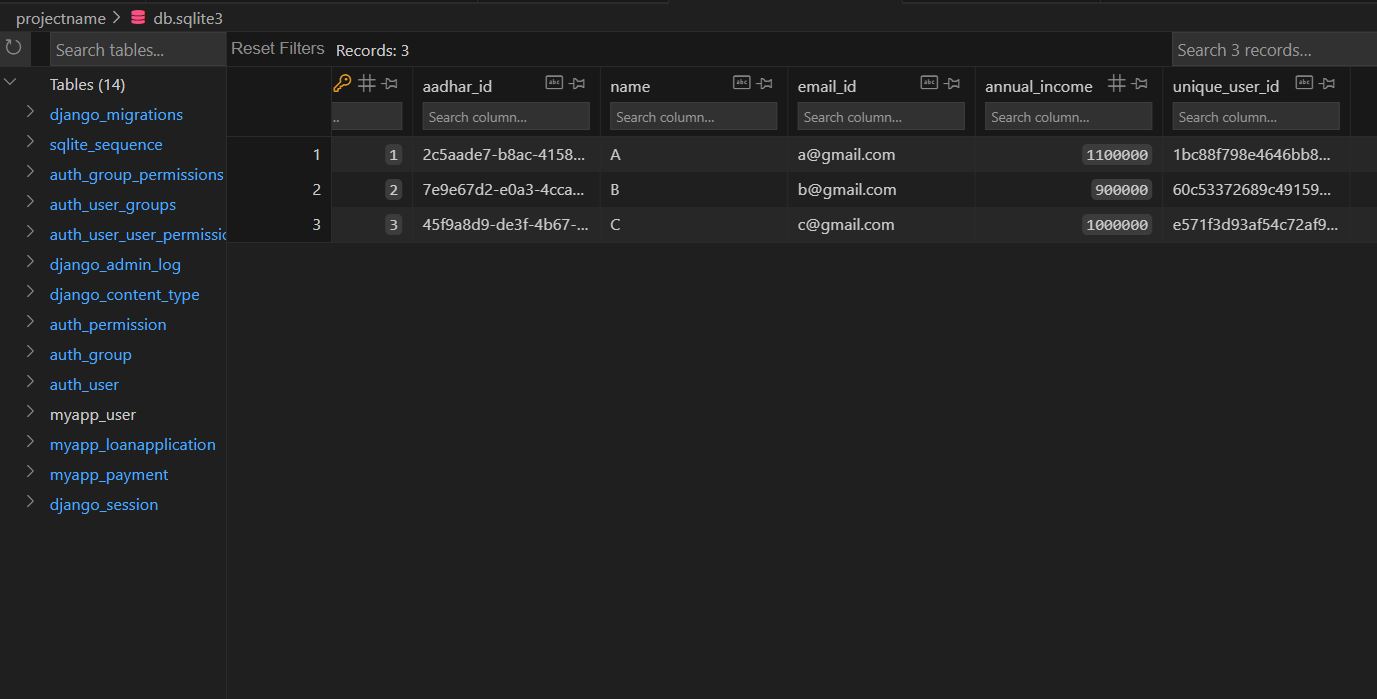 projectname > db.sqlite3
Search tables...
Reset Filters Records: 3
Search 3 records...
Tables (14)
django_migrations
sqlite_sequence
auth_group_permissions
auth_user_groups
auth_user_user_permissic
django_admin_log
django_content_type
auth_permission
auth_group
auth_user
myapp_user
myapp_loanapplication
myapp_payment
django_session
aadhar_id name email_id annual_income unique_user_id
.. Search column... Search column... Search column... Search column... Search column...
1 1 2c5aade7-b8ac-4158... A a@gmail.com 1100000 1bc88f798e4646bb8...
2 2 7e9e67d2-e0a3-4cca... B b@gmail.com 900000 60c53372689c49159...
3 3 45f9a8d9-de3f-4b67-... C c@gmail.com 1000000 e571f3d93af54c72af9...